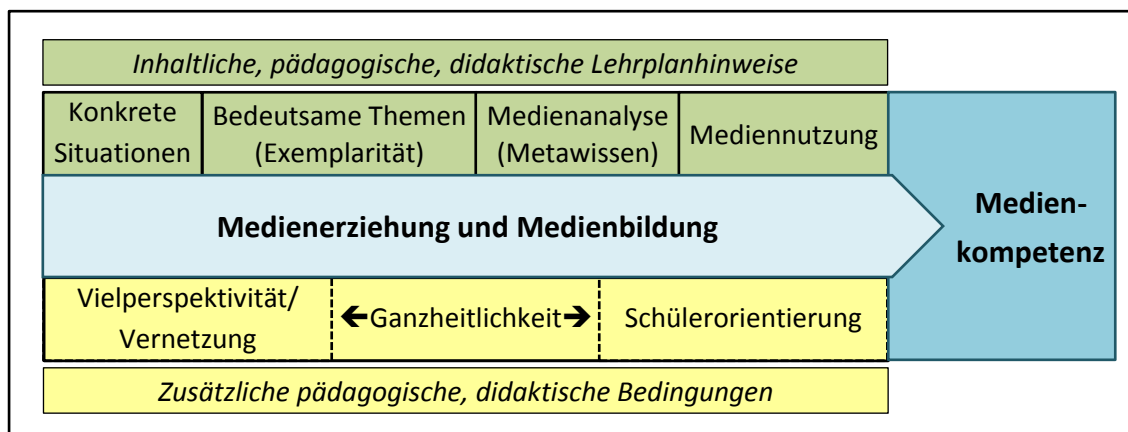 Inhaltliche, pädagogische, didaktische Lehrplanhinweise
Konkrete
Situationen
Bedeutsame Themen
(Exemplarität)
Medienanalyse
(Metawissen)
Mediennutzung
Medienerziehung und Medienbildung
Medien-
kompetenz
Vielperspektivität/
Vernetzung
🡸Ganzheitlichkeit🡺
Schülerorientierung
Zusätzliche pädagogische, didaktische Bedingungen